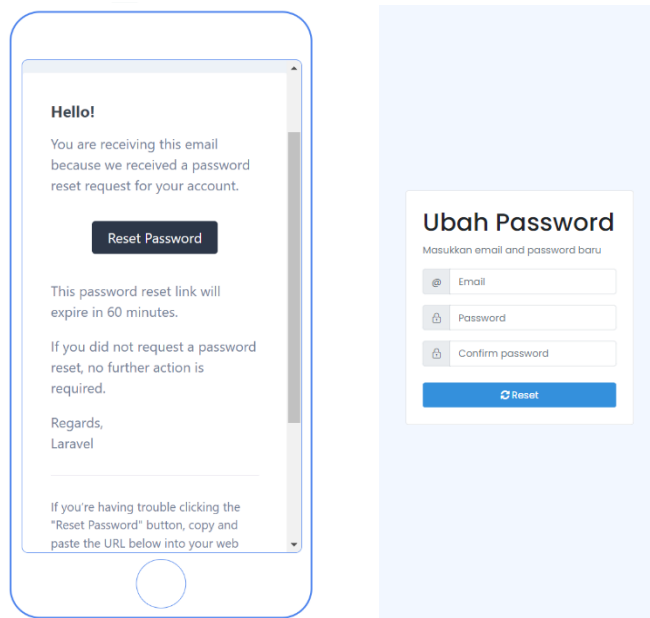 Hello!
You are receiving this email
because we received a password
reset request for your account.
Reset Password
This password reset link will
expire in 60 minutes.
If you did not request a password
reset, no further action is
required.
Regards,
Laravel
If you're having trouble clicking the
"Reset Password" button, copy and
paste the URL below into your web
Ubah Password
Masukkan email and password baru
@ Email
Password
Confirm password
Reset